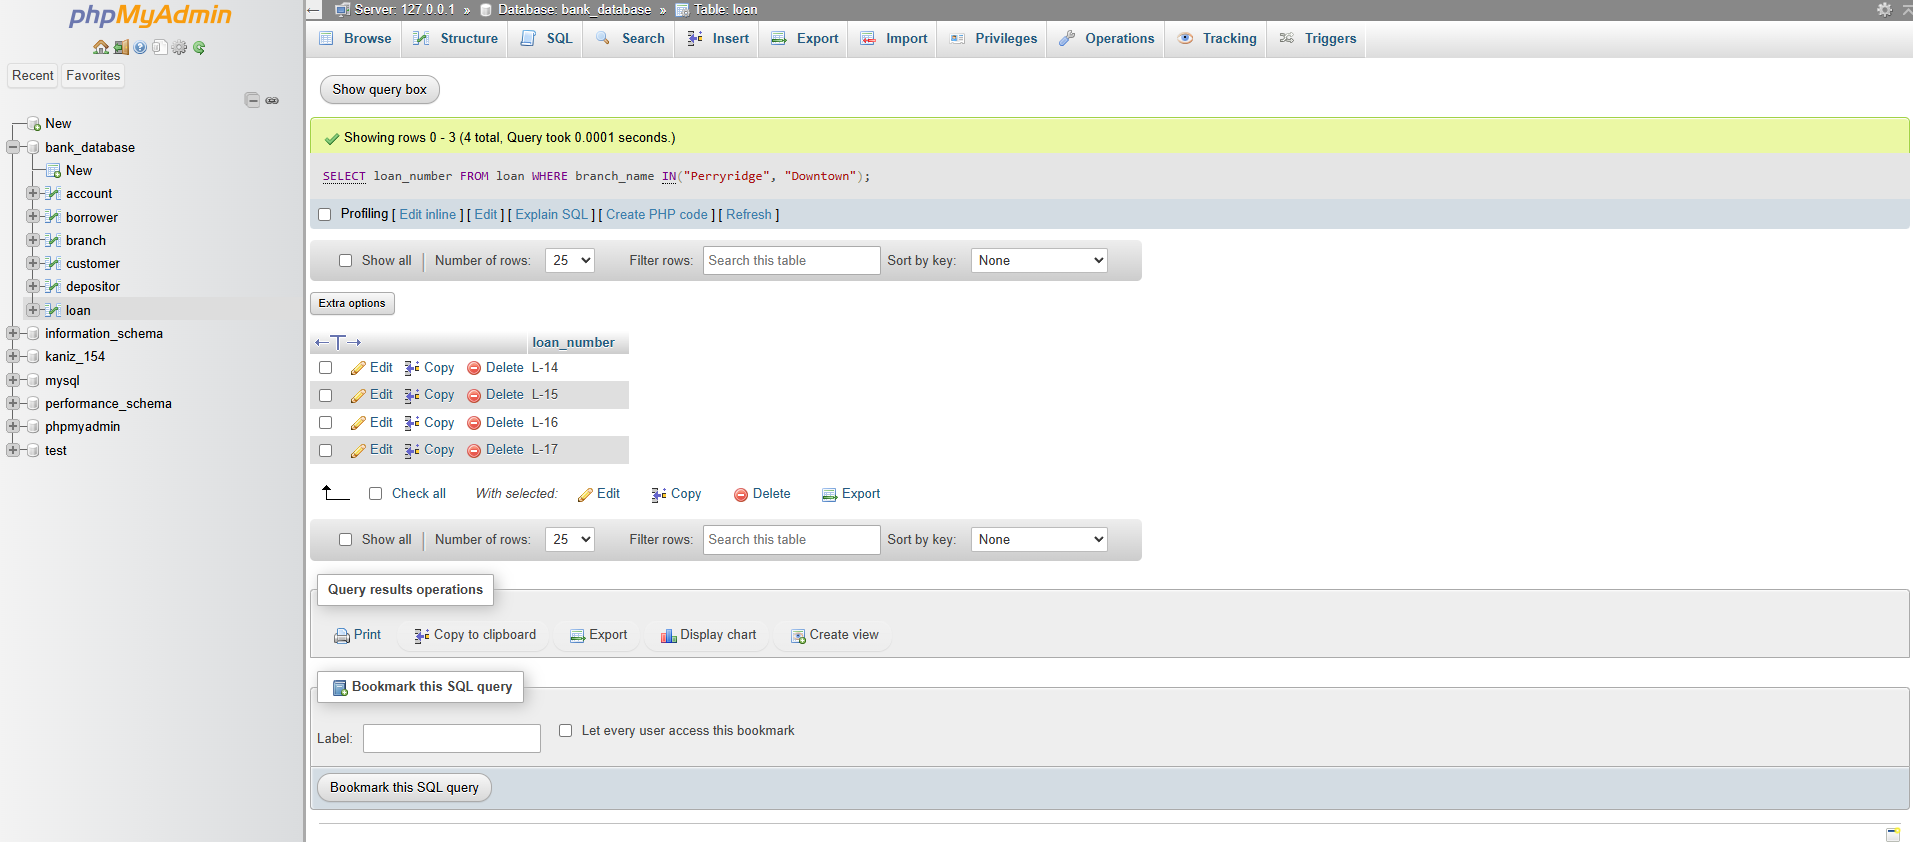 phpMyAdmin
Recent Favorites
New
bank_database
New
account
borrower
branch
customer
depositor
loan
information_schema
kaniz_154
mysql
performance_schema
phpmyadmin
test
Server: 127.0.0.1 » Database: bank_database » Table: loan
Browse Structure SQL Search Insert Export Import Privileges Operations Tracking Triggers
Show query box
Showing rows 0 - 3 (4 total, Query took 0.0001 seconds.)
SELECT loan_number FROM loan WHERE branch_name IN("Perryridge", "Downtown");
Profiling [ Edit inline ] [ Edit ] [ Explain SQL ] [ Create PHP code ] [ Refresh ]
Show all Number of rows: 25 Filter rows: Search this table Sort by key: None
Extra options
←T→ loan_number
Edit Copy Delete L-14
Edit Copy Delete L-15
Edit Copy Delete L-16
Edit Copy Delete L-17
Check all With selected: Edit Copy Delete Export
Show all Number of rows: 25 Filter rows: Search this table Sort by key: None
Query results operations
Print Copy to clipboard Export Display chart Create view
Bookmark this SQL query
Label: Let every user access this bookmark
Bookmark this SQL query